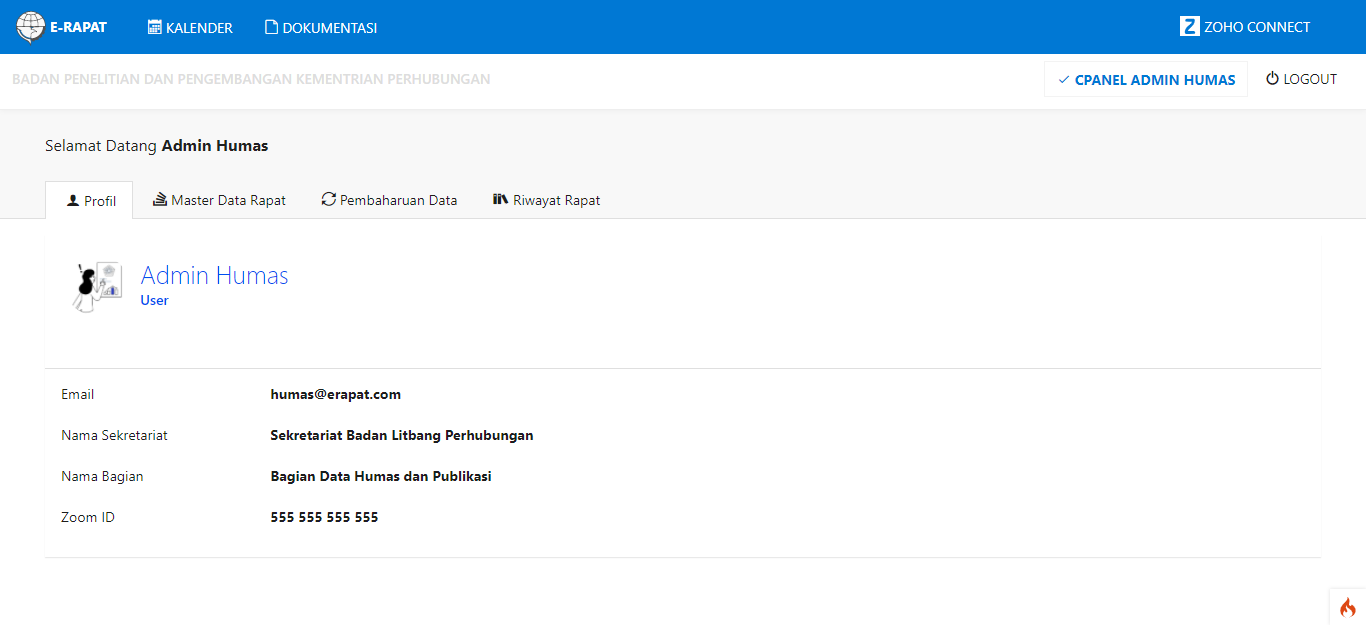 E-RAPAT KALENDER DOKUMENTASI ZOHO CONNECT
BADAN PENELITIAN DAN PENGEMBANGAN KEMENTRIAN PERHUBUNGAN CPANEL ADMIN HUMAS LOGOUT
Selamat Datang Admin Humas
Profil Master Data Rapat Pembaharuan Data Riwayat Rapat
Admin Humas
User
Email humas@erapat.com
Nama Sekretariat Sekretariat Badan Litbang Perhubungan
Nama Bagian Bagian Data Humas dan Publikasi
Zoom ID 555 555 555 555